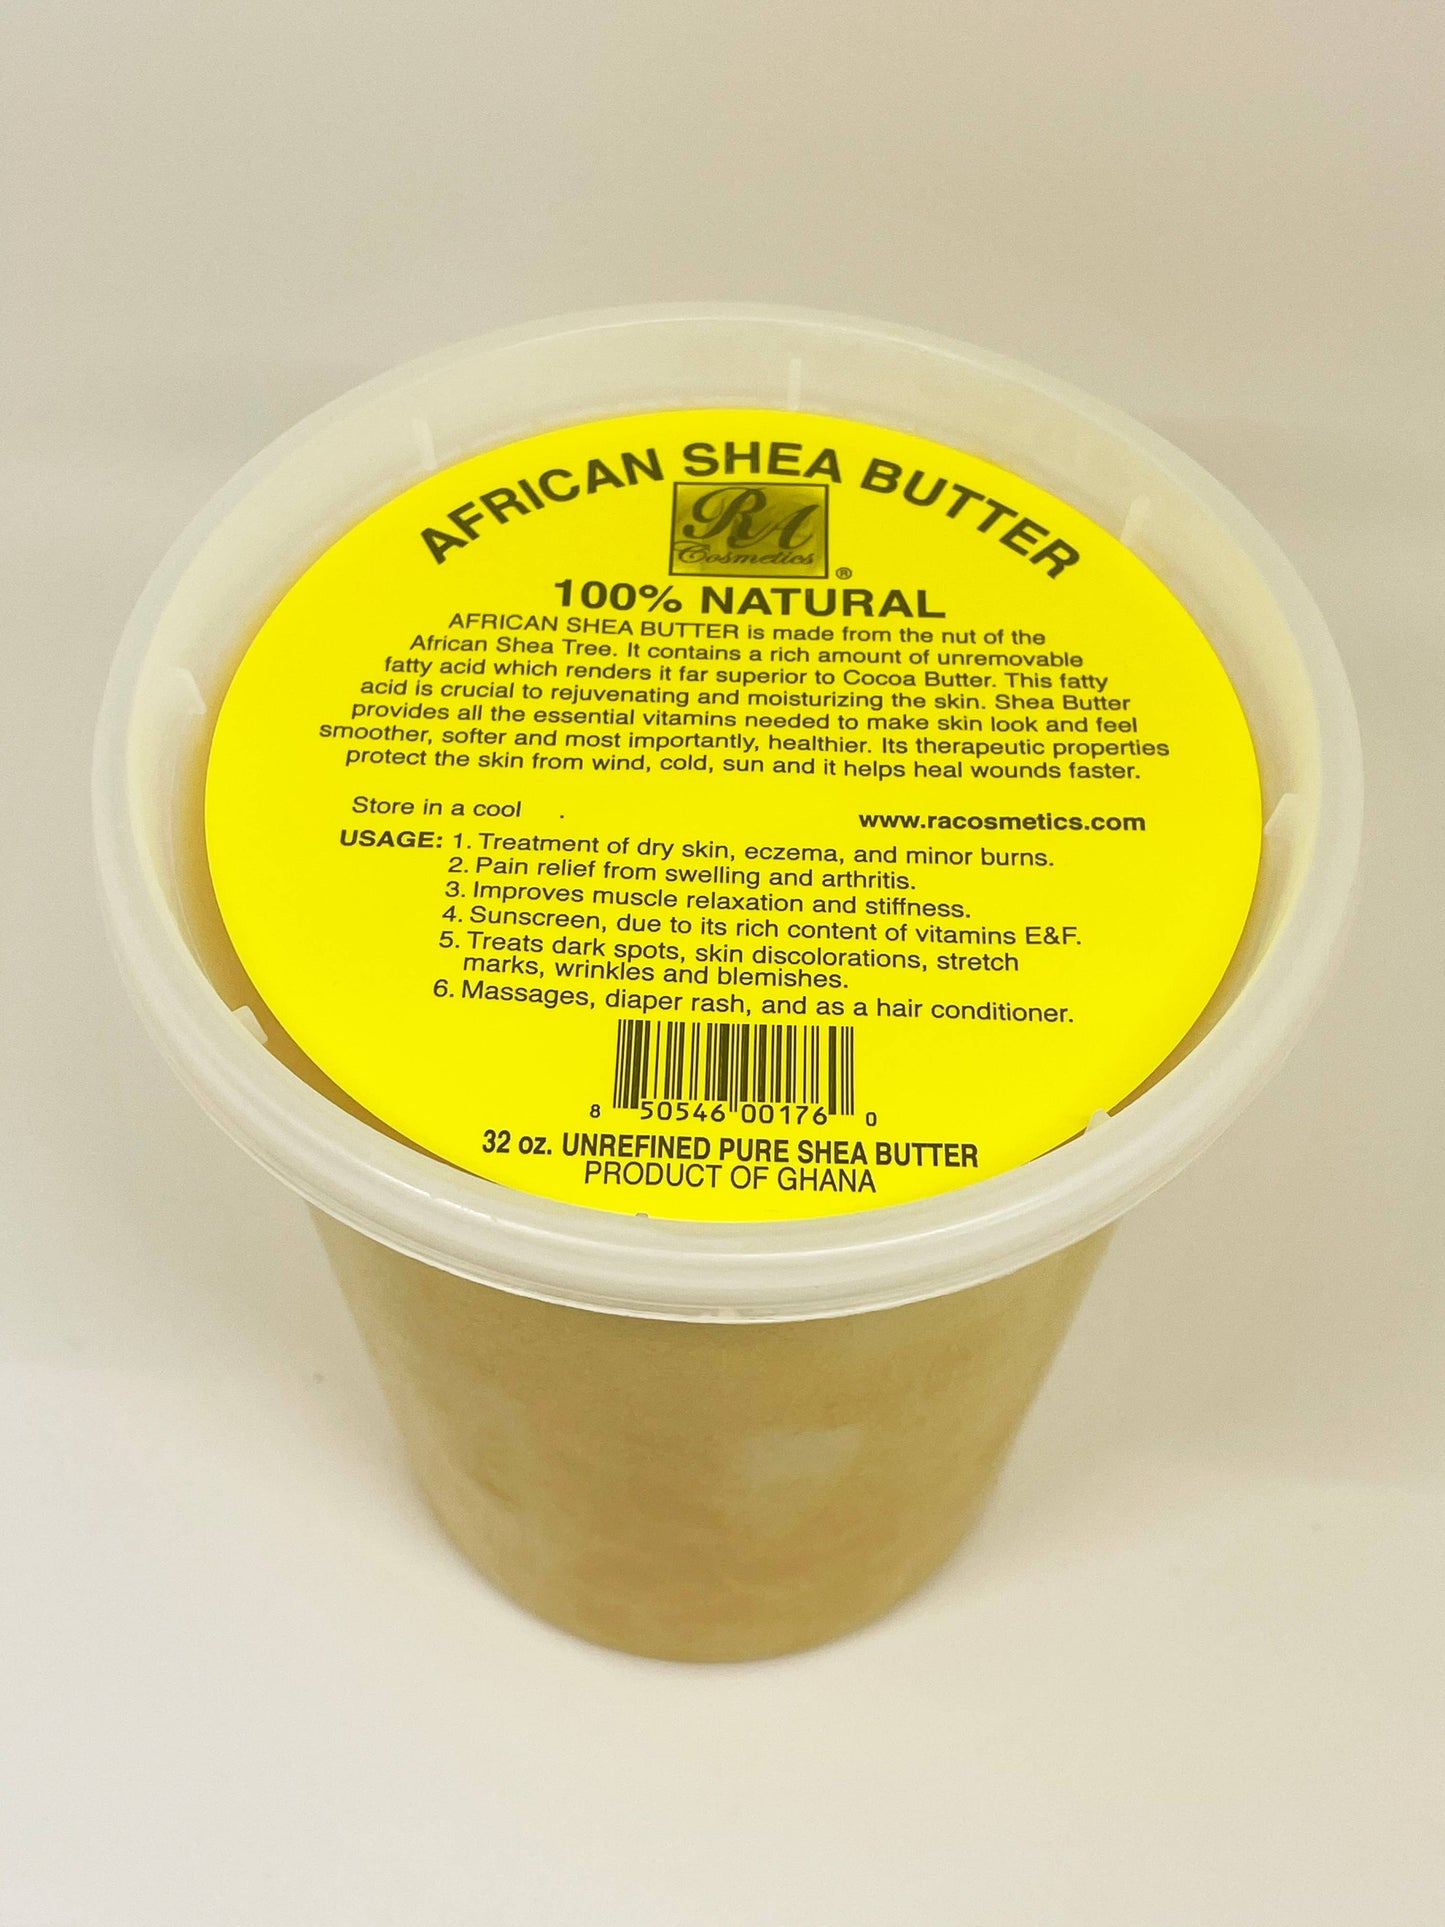 AFRICAN SHEA BUTTER
RA
Cosmetics
®
100% NATURAL
AFRICAN SHEA BUTTER is made from the nut of the
African Shea Tree. It contains a rich amount of unremovable
fatty acid which renders it far superior to Cocoa Butter. This fatty
acid is crucial to rejuvenating and moisturizing the skin. Shea Butter
provides all the essential vitamins needed to make skin look and feel
smoother, softer and most importantly, healthier. Its therapeutic properties
protect the skin from wind, cold, sun and it helps heal wounds faster.
Store in a cool .
www.racosmetics.com
USAGE: 1. Treatment of dry skin, eczema, and minor burns.
2. Pain relief from swelling and arthritis.
3. Improves muscle relaxation and stiffness.
4. Sunscreen, due to its rich content of vitamins E&F.
5. Treats dark spots, skin discolorations, stretch
marks, wrinkles and blemishes.
6. Massages, diaper rash, and as a hair conditioner.
8 50546 00176 0
32 oz. UNREFINED PURE SHEA BUTTER
PRODUCT OF GHANA